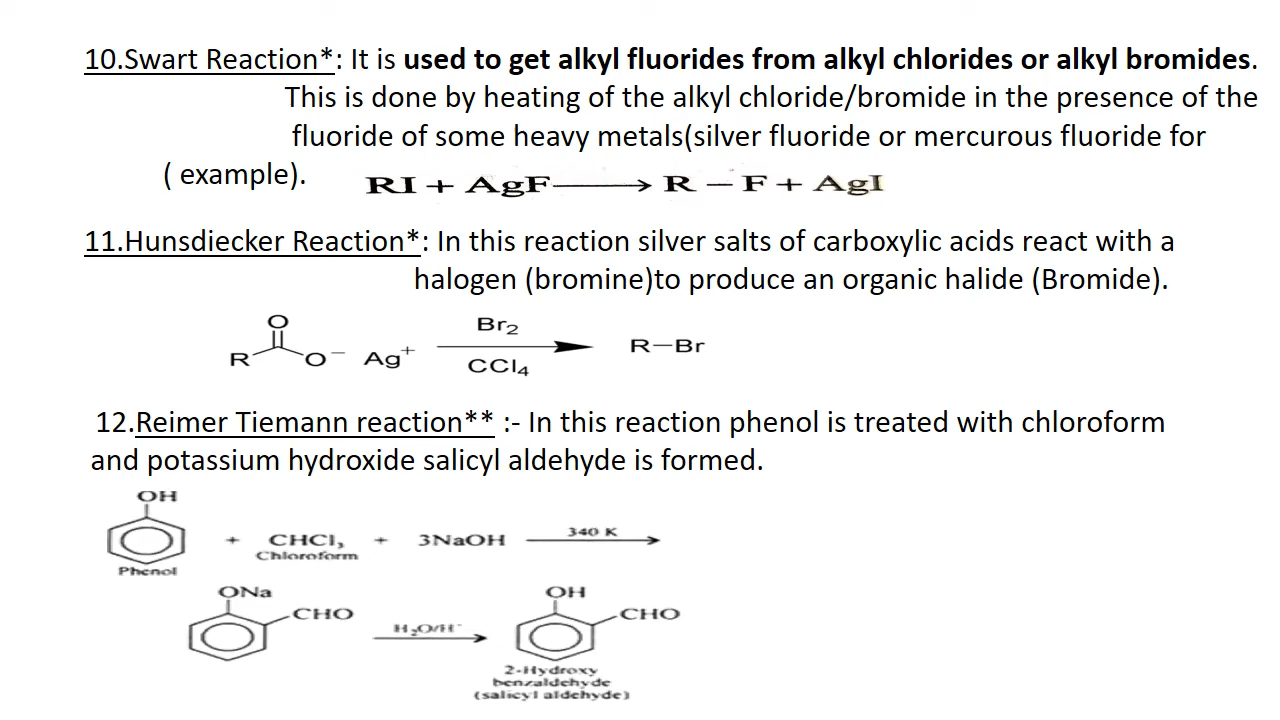 10.Swart Reaction*: It is used to get alkyl fluorides from alkyl chlorides or alkyl bromides.
This is done by heating of the alkyl chloride/bromide in the presence of the
fluoride of some heavy metals(silver fluoride or mercurous fluoride for
( example).
RI + AgF ⟶ R – F + AgI
11.Hunsdiecker Reaction*: In this reaction silver salts of carboxylic acids react with a
halogen (bromine)to produce an organic halide (Bromide).
O
Br₂
R O⁻ Ag⁺ R–Br
CCl₄
12.Reimer Tiemann reaction** :- In this reaction phenol is treated with chloroform
and potassium hydroxide salicyl aldehyde is formed.
OH
+ CHCl₃ + 3NaOH 340 K ⟶
Chloroform
Phenol
ONa OH
CHO CHO
H₂O/H⁺
2-Hydroxy
benzaldehyde
(salicyl aldehyde)